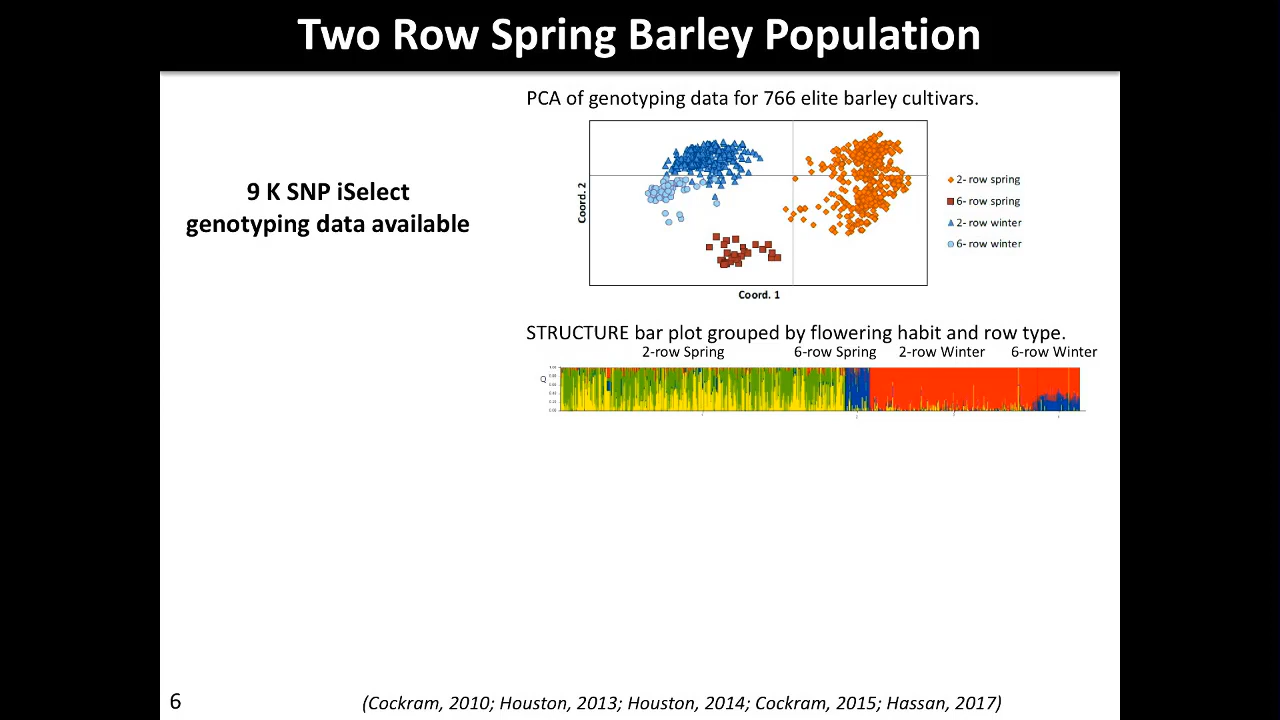 Two Row Spring Barley Population
PCA of genotyping data for 766 elite barley cultivars.
9 K SNP iSelect
genotyping data available
Coord. 2
2- row spring
6- row spring
2- row winter
6- row winter
Coord. 1
STRUCTURE bar plot grouped by flowering habit and row type.
2-row Spring 6-row Spring 2-row Winter 6-row Winter
Q
6
(Cockram, 2010; Houston, 2013; Houston, 2014; Cockram, 2015; Hassan, 2017)